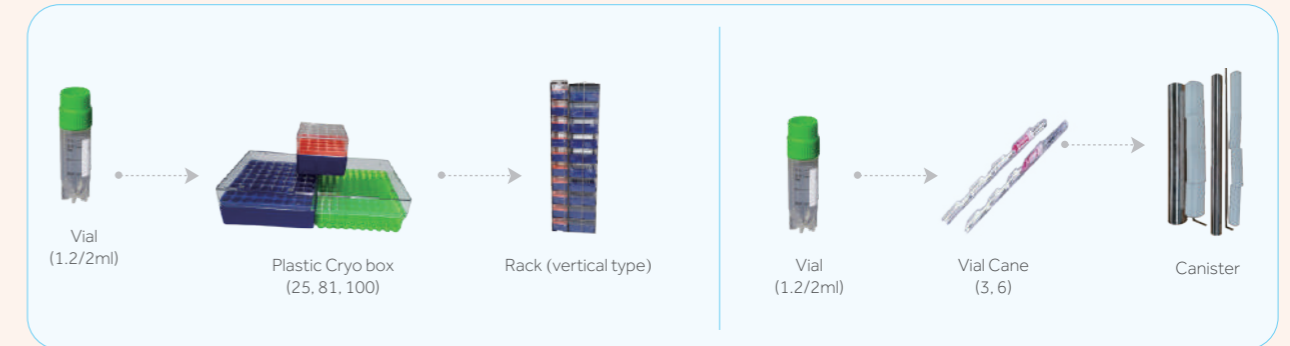 Vial
(1.2/2ml)
Plastic Cryo box
(25, 81, 100)
Rack (vertical type)
Vial
(1.2/2ml)
Vial Cane
(3, 6)
Canister